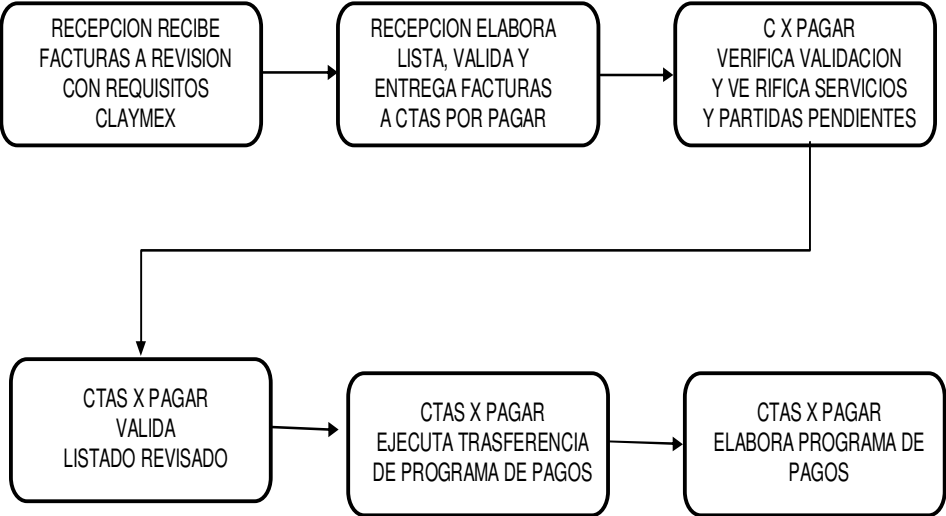 RECEPCION RECIBE
FACTURAS A REVISION
CON REQUISITOS
CLAYMEX
RECEPCION ELABORA
LISTA, VALIDA Y
ENTREGA FACTURAS
A CTAS POR PAGAR
C X PAGAR
VERIFICA VALIDACION
Y VE RIFICA SERVICIOS
Y PARTIDAS PENDIENTES
CTAS X PAGAR
VALIDA
LISTADO REVISADO
CTAS X PAGAR
EJECUTA TRASFERENCIA
DE PROGRAMA DE PAGOS
CTAS X PAGAR
ELABORA PROGRAMA DE
PAGOS